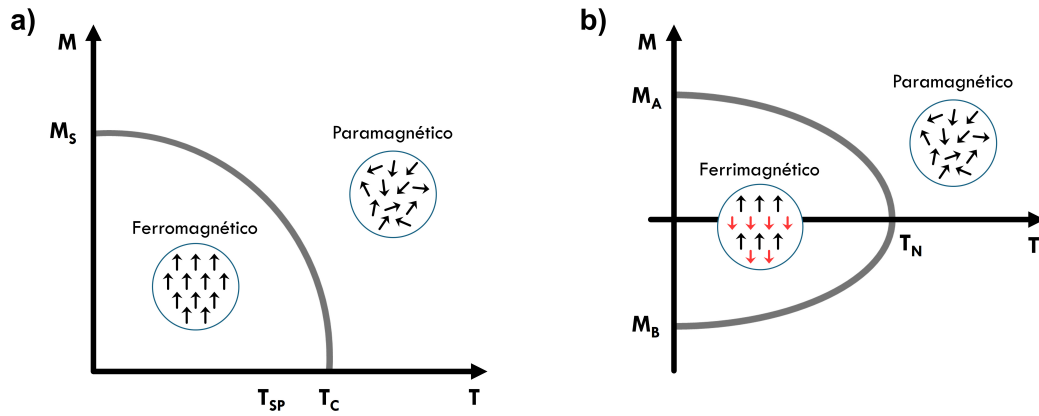 a)
M
M_S
Paramagnético
Ferromagnético
T_SP
T_C
T
b)
M
M_A
Paramagnético
Ferrimagnético
T_N
T
M_B